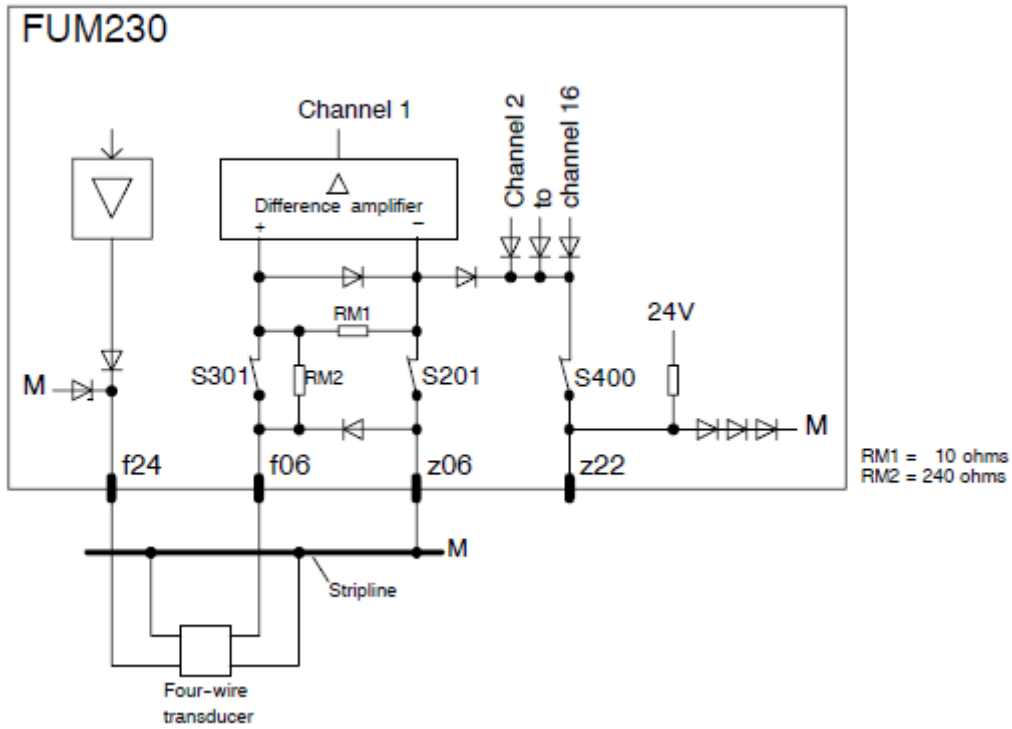 FUM230
Channel 1
Channel 2
to
channel 16
Difference amplifier
+ −
RM1
24V
S301
RM2
S201
S400
M
M
f24
f06
z06
z22
RM1 = 10 ohms
RM2 = 240 ohms
M
Stripline
Four-wire
transducer